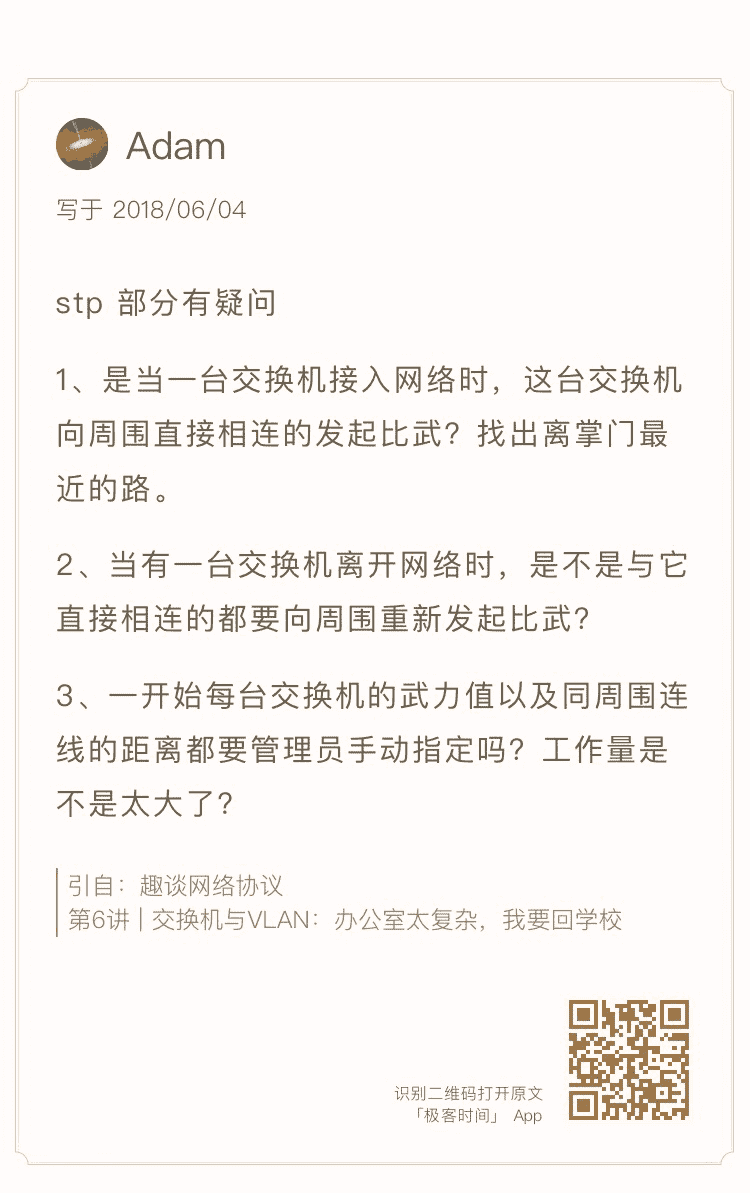 Adam
写于 2018/06/04
stp 部分有疑问
1、是当一台交换机接入网络时，这台交换机
向周围直接相连的发起比武？找出离掌门最
近的路。
2、当有一台交换机离开网络时，是不是与它
直接相连的都要向周围重新发起比武？
3、一开始每台交换机的武力值以及同周围连
线的距离都要管理员手动指定吗？工作量是
不是太大了？
引自：趣谈网络协议
第6讲 | 交换机与VLAN：办公室太复杂，我要回学校
识别二维码打开原文
「极客时间」 App